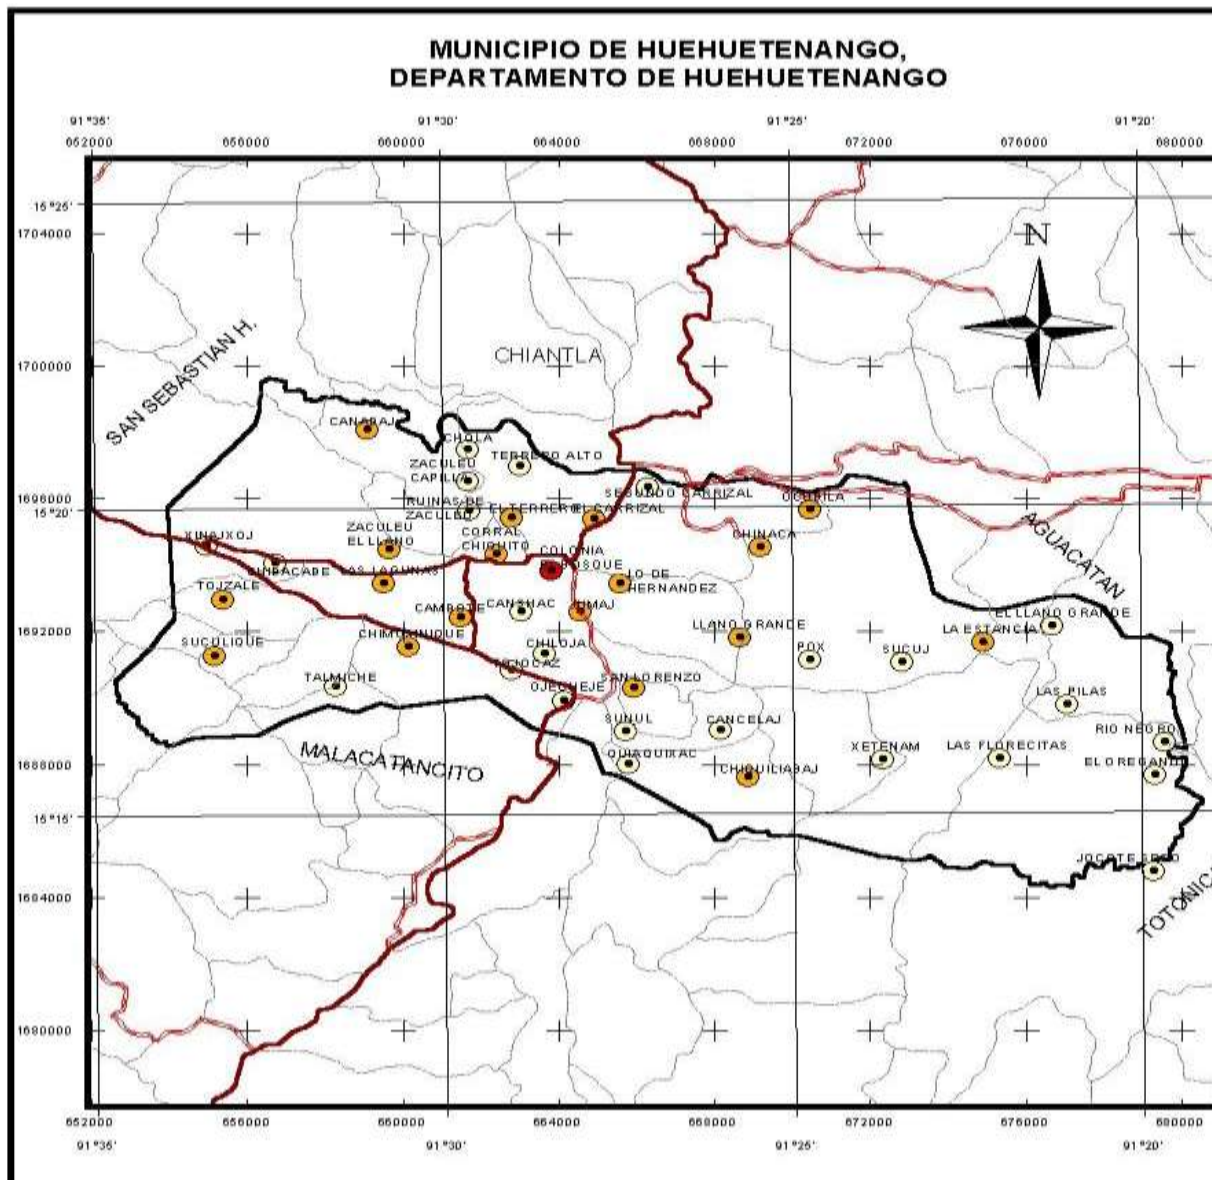 MUNICIPIO DE HUEHUETENANGO,
DEPARTAMENTO DE HUEHUETENANGO
91°35' 91°30' 91°25' 91°20'
652000 656000 660000 664000 668000 672000 676000 680000
15°25'
1704000
N
SAN SEBASTIAN H.
CHIANTLA
1700000
CANABAJ
CHOLA
TERRERO ALTO
ZACULEU
CAPILLA
1696000
SEGUNDO CARRIZAL
OCUBILA
15°20'
RUINAS DE
ZACULEU
EL TERRERO
EL CARRIZAL
AGUACATAN
XINAJXOJ
ZACULEU
EL LLANO
CORRAL
CHIQUITO
COLONIA
EL BOSQUE
CHINACA
LAS LAGUNAS
LO DE
HERNANDEZ
TOJZALE
CAMBOTE
CANSHAC
JUMAJ
EL LLANO GRANDE
1692000
SUCULIQUE
CHILOJA
LLANO GRANDE
POX
SUCUJ
LA ESTANCIA
TALMICHE
OJECHEJE
SAN LORENZO
LAS PILAS
MALACATANCITO
SUNUL
CANCELAJ
RIO NEGRO
1688000
QUIAQUIXAC
CHIQUILIABAJ
XETENAM
LAS FLORECITAS
15°15'
1684000
1680000
652000 656000 660000 664000 668000 672000 676000 680000
91°35' 91°30' 91°25' 91°20'